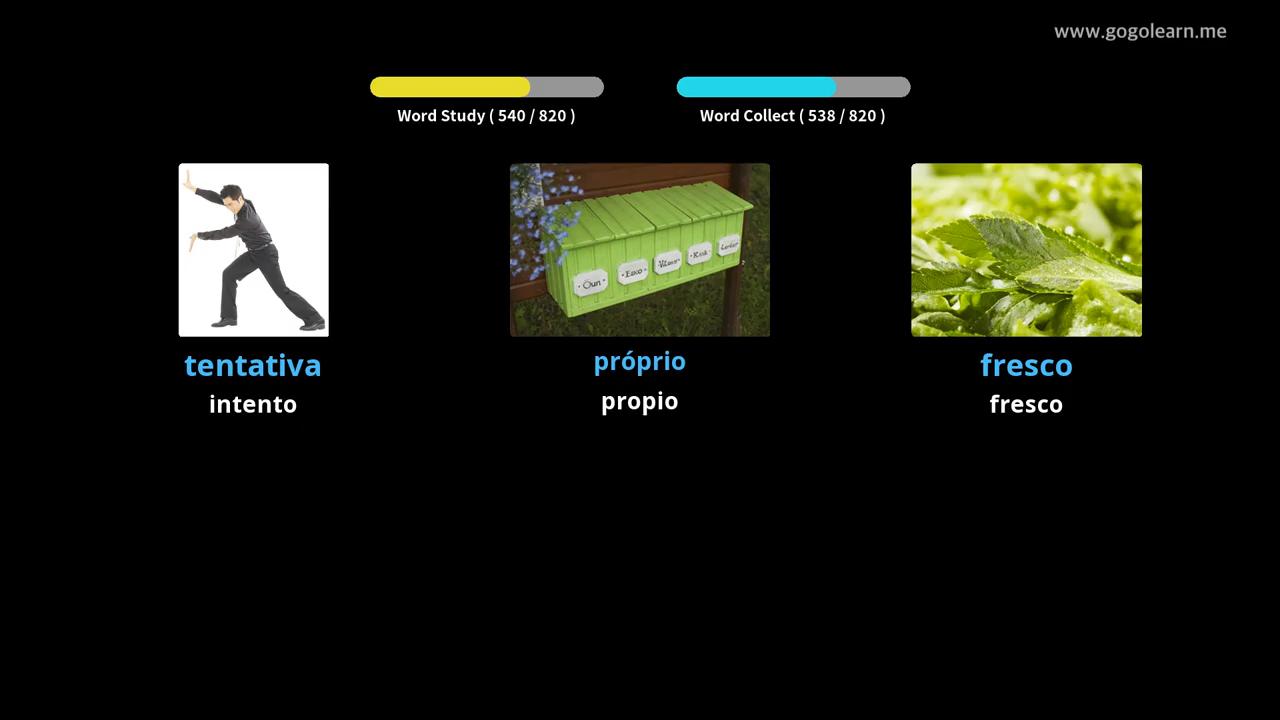 www.gogolearn.me
Word Study ( 540 / 820 )
Word Collect ( 538 / 820 )
tentativa
intento
próprio
propio
fresco
fresco